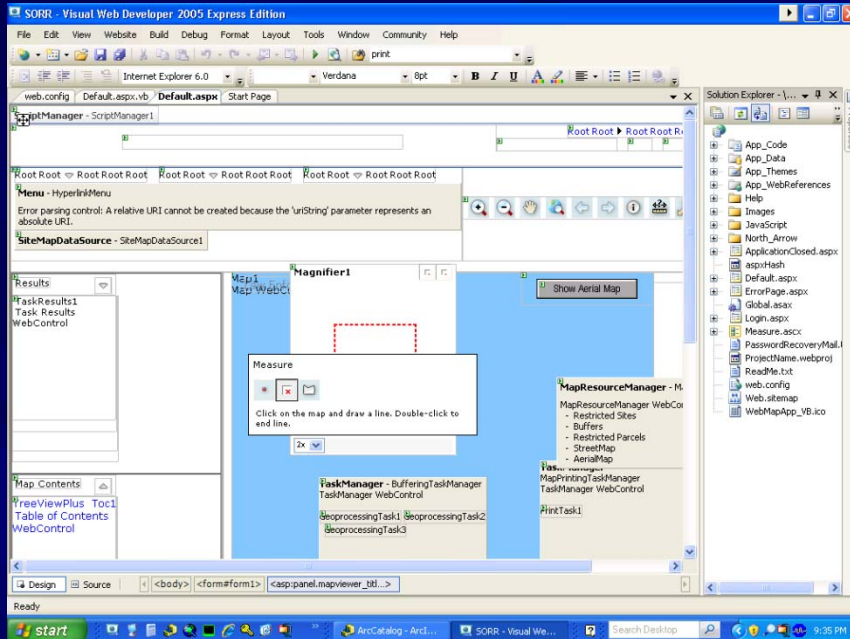 SORR - Visual Web Developer 2005 Express Edition
File Edit View Website Build Debug Format Layout Tools Window Community Help
print
Internet Explorer 6.0 Verdana 8pt B I U A
web.config Default.aspx.vb Default.aspx Start Page
ScriptManager - ScriptManager1
Root Root Root Root
Root Root Root Root Root Root Root Root Root Root Root Root Root Root Root
Menu - HyperlinkMenu
Error parsing control: A relative URI cannot be created because the 'uriString' parameter represents an
absolute URI.
SiteMapDataSource - SiteMapDataSource1
Results
TaskResults1
Task Results
WebControl
Map1
Map WebCo
Magnifier1
Show Aerial Map
Measure
Click on the map and draw a line. Double-click to
end line.
2x
MapResourceManager - M
MapResourceManager WebCo
- Restricted Sites
- Buffers
- Restricted Parcels
- StreetMap
- AerialMap
MapPrintingTaskManager
TaskManager WebControl
PrintTask1
TaskManager - BufferingTaskManager
TaskManager WebControl
GeoprocessingTask1 GeoprocessingTask2
GeoprocessingTask3
Map Contents
TreeViewPlus Toc1
Table of Contents
WebControl
Design Source <body> <form#form1> <asp:panel.mapviewer_titl...>
Ready
Solution Explorer - \...
App_Code
App_Data
App_Themes
App_WebReferences
Help
Images
JavaScript
North_Arrow
ApplicationClosed.aspx
aspxHash
Default.aspx
ErrorPage.aspx
Global.asax
Login.aspx
Measure.ascx
PasswordRecoveryMail.
ProjectName.webproj
ReadMe.txt
web.config
Web.sitemap
WebMapApp_VB.ico
start ArcCatalog - ArcI... SORR - Visual We... Search Desktop 9:35 PM